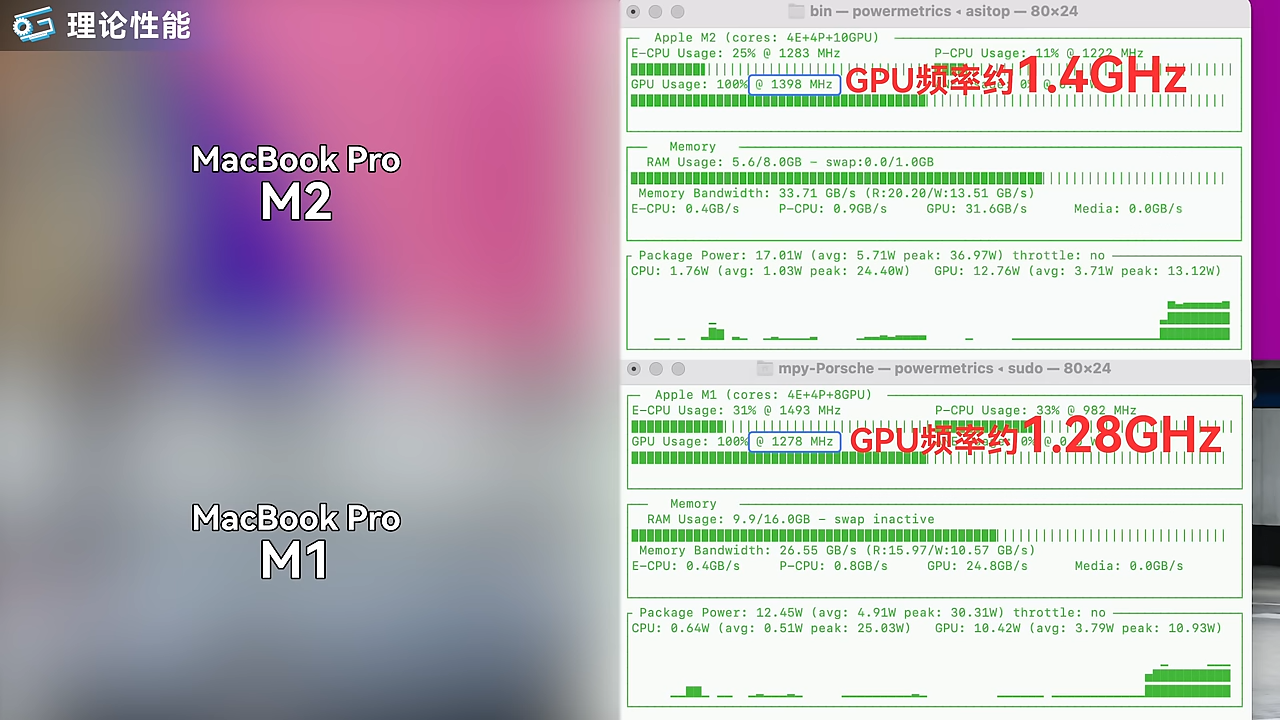 理论性能
MacBook Pro
M2
MacBook Pro
M1
bin — powermetrics ◂ asitop — 80×24
Apple M2 (cores: 4E+4P+10GPU)
E-CPU Usage: 25% @ 1283 MHz
P-CPU Usage: 11% @ 1222 MHz
GPU Usage: 100% @ 1398 MHz
GPU频率约1.4GHz
Memory
RAM Usage: 5.6/8.0GB - swap:0.0/1.0GB
Memory Bandwidth: 33.71 GB/s (R:20.20/W:13.51 GB/s)
E-CPU: 0.4GB/s P-CPU: 0.9GB/s GPU: 31.6GB/s Media: 0.0GB/s
Package Power: 17.01W (avg: 5.71W peak: 36.97W) throttle: no
CPU: 1.76W (avg: 1.03W peak: 24.40W) GPU: 12.76W (avg: 3.71W peak: 13.12W)
mpy-Porsche — powermetrics ◂ sudo — 80×24
Apple M1 (cores: 4E+4P+8GPU)
E-CPU Usage: 31% @ 1493 MHz
P-CPU Usage: 33% @ 982 MHz
GPU Usage: 100% @ 1278 MHz
GPU频率约1.28GHz
Memory
RAM Usage: 9.9/16.0GB - swap inactive
Memory Bandwidth: 26.55 GB/s (R:15.97/W:10.57 GB/s)
E-CPU: 0.4GB/s P-CPU: 0.8GB/s GPU: 24.8GB/s Media: 0.0GB/s
Package Power: 12.45W (avg: 4.91W peak: 30.31W) throttle: no
CPU: 0.64W (avg: 0.51W peak: 25.03W) GPU: 10.42W (avg: 3.79W peak: 10.93W)